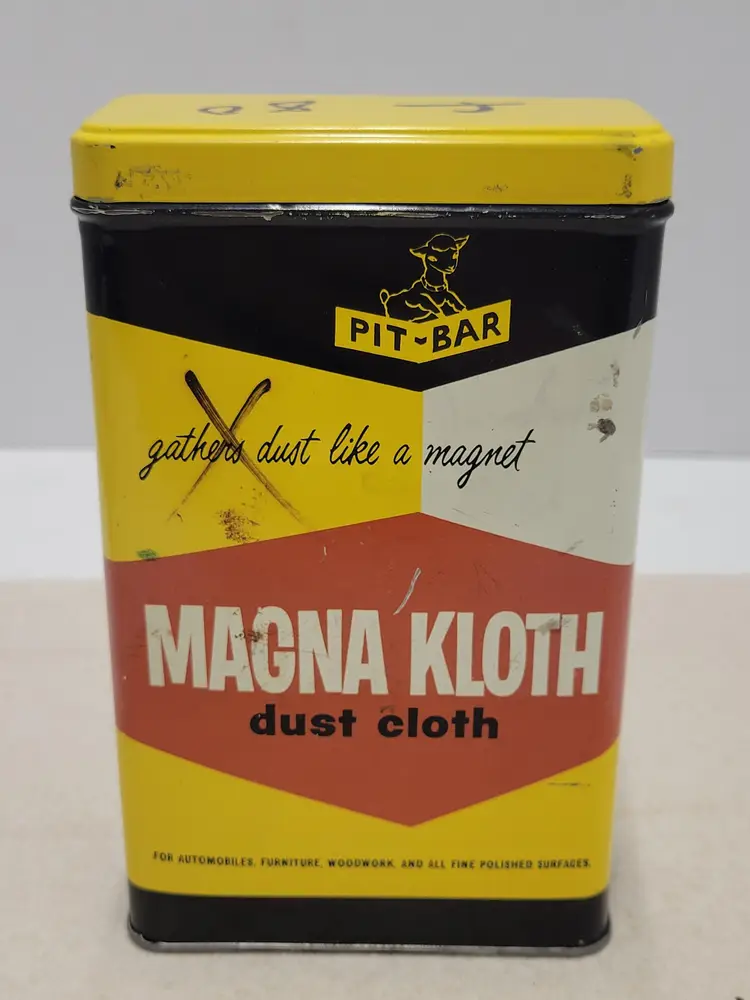 PIT-BAR
gathers dust like a magnet
MAGNA KLOTH
dust cloth
FOR AUTOMOBILES, FURNITURE, WOODWORK, AND ALL FINE POLISHED SURFACES.